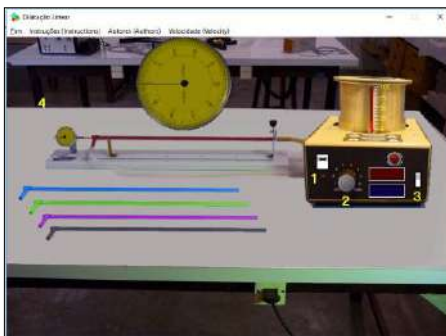 Dilatação Linear
Fim Instruções (Instructions) Autores (Authors) Velocidade (Velocity)
4
1
2
3